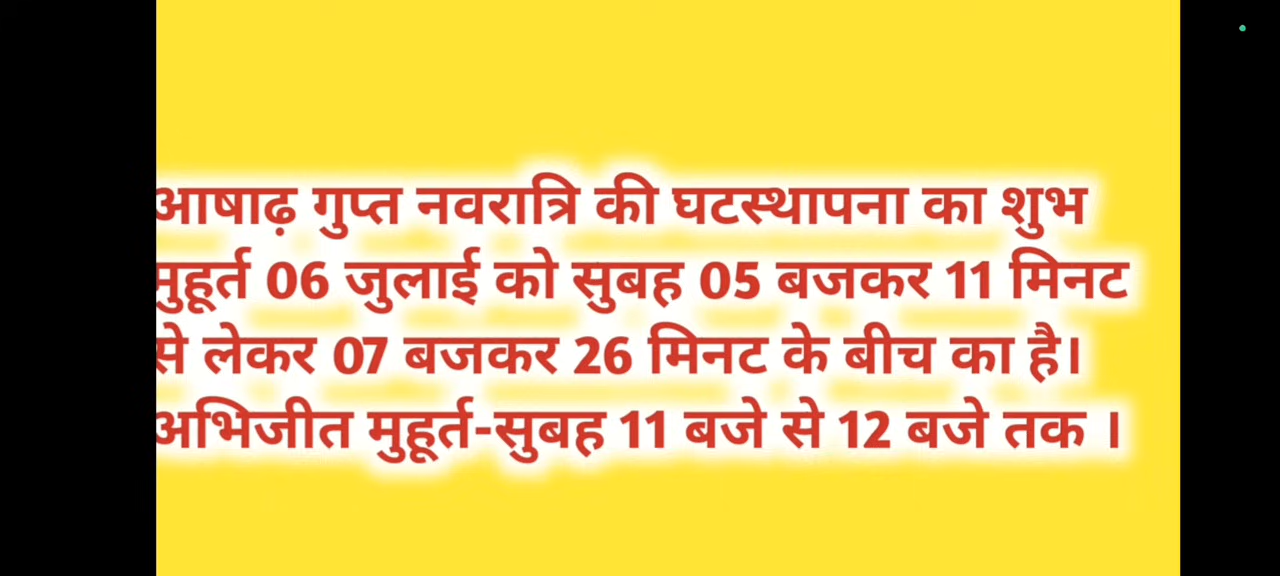 आषाढ़ गुप्त नवरात्रि की घटस्थापना का शुभ
मुहूर्त 06 जुलाई को सुबह 05 बजकर 11 मिनट
से लेकर 07 बजकर 26 मिनट के बीच का है।
अभिजीत मुहूर्त-सुबह 11 बजे से 12 बजे तक ।